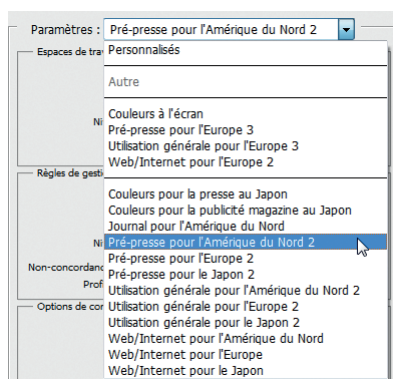 Paramètres : Pré-presse pour l'Amérique du Nord 2
Espaces de tra
Personnalisés
Autre
Couleurs à l'écran
Ni
Pré-presse pour l'Europe 3
Utilisation générale pour l'Europe 3
Web/Internet pour l'Europe 2
Règles de gesti
Couleurs pour la presse au Japon
Couleurs pour la publicité magazine au Japon
Journal pour l'Amérique du Nord
Ni
Pré-presse pour l'Amérique du Nord 2
Pré-presse pour l'Europe 2
Non-concordanc
Pré-presse pour le Japon 2
Prof
Utilisation générale pour l'Amérique du Nord 2
Options de cor
Utilisation générale pour l'Europe 2
Utilisation générale pour le Japon 2
Web/Internet pour l'Amérique du Nord
Web/Internet pour l'Europe
Web/Internet pour le Japon